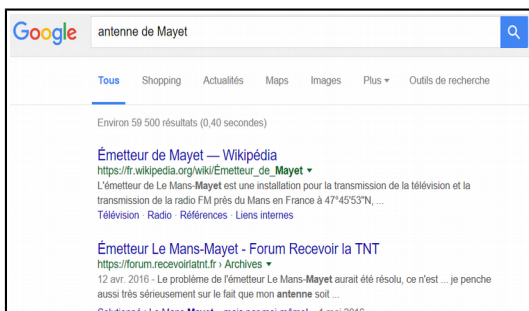 Google antenne de Mayet
Tous Shopping Actualités Maps Images Plus Outils de recherche
Environ 59 500 résultats (0,40 secondes)
Émetteur de Mayet — Wikipédia
https://fr.wikipedia.org/wiki/Émetteur_de_Mayet
L'émetteur de Le Mans-Mayet est une installation pour la transmission de la télévision et la
transmission de la radio FM près du Mans en France à 47°45'53"N, ...
Télévision · Radio · Références · Liens internes
Émetteur Le Mans-Mayet - Forum Recevoir la TNT
https://forum.recevoirlatnt.fr › Archives
12 avr. 2016 - Le problème de l'émetteur Le Mans-Mayet aurait été résolu, ce n'est ... je penche
aussi très sérieusement sur le fait que mon antenne soit ...